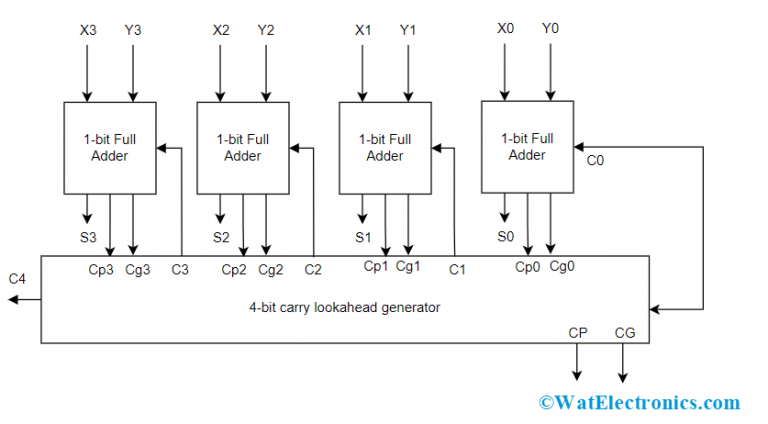 X3 Y3 X2 Y2 X1 Y1 X0 Y0
1-bit Full Adder
1-bit Full Adder
1-bit Full Adder
1-bit Full Adder
C0
S3 S2 S1 S0
Cp3 Cg3 C3 Cp2 Cg2 C2 Cp1 Cg1 C1 Cp0 Cg0
C4
4-bit carry lookahead generator
CP CG
©WatElectronics.com